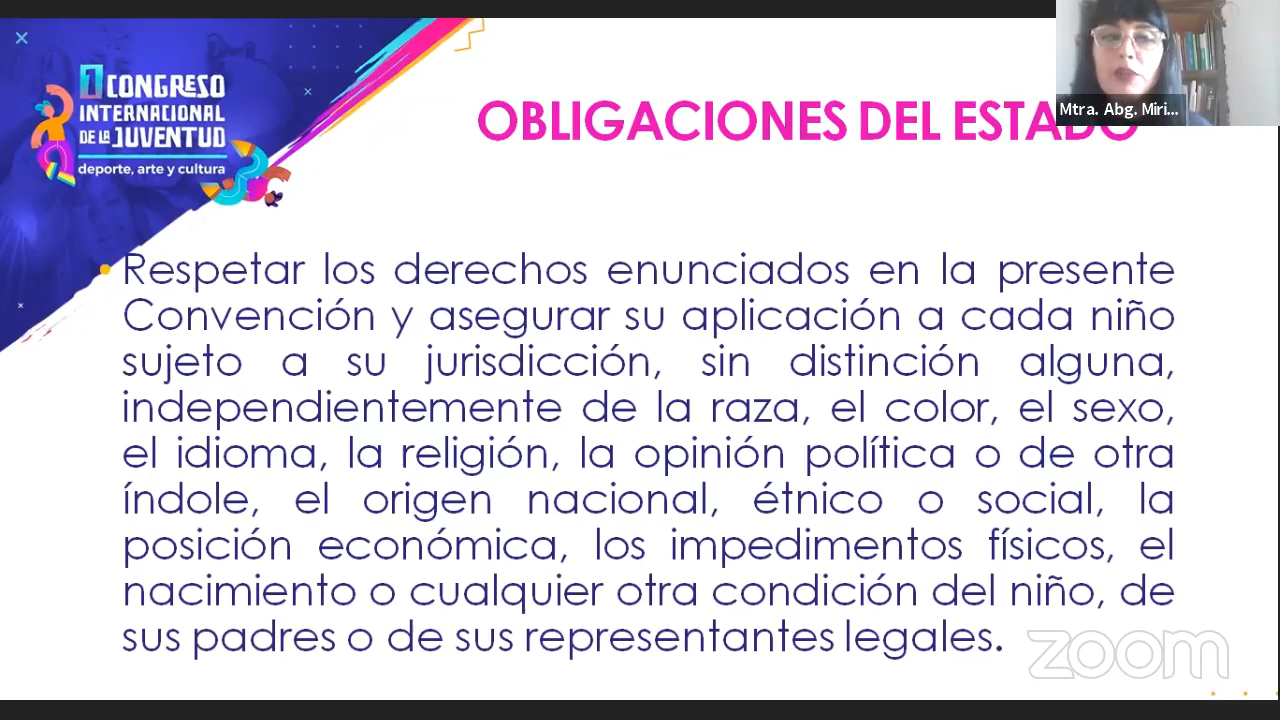 1 CONGRESO
INTERNACIONAL
DE LA JUVENTUD
deporte, arte y cultura
OBLIGACIONES DEL ESTADO
Mtra. Abg. Miri...
• Respetar los derechos enunciados en la presente
Convención y asegurar su aplicación a cada niño
sujeto a su jurisdicción, sin distinción alguna,
independientemente de la raza, el color, el sexo,
el idioma, la religión, la opinión política o de otra
índole, el origen nacional, étnico o social, la
posición económica, los impedimentos físicos, el
nacimiento o cualquier otra condición del niño, de
sus padres o de sus representantes legales.
zoom